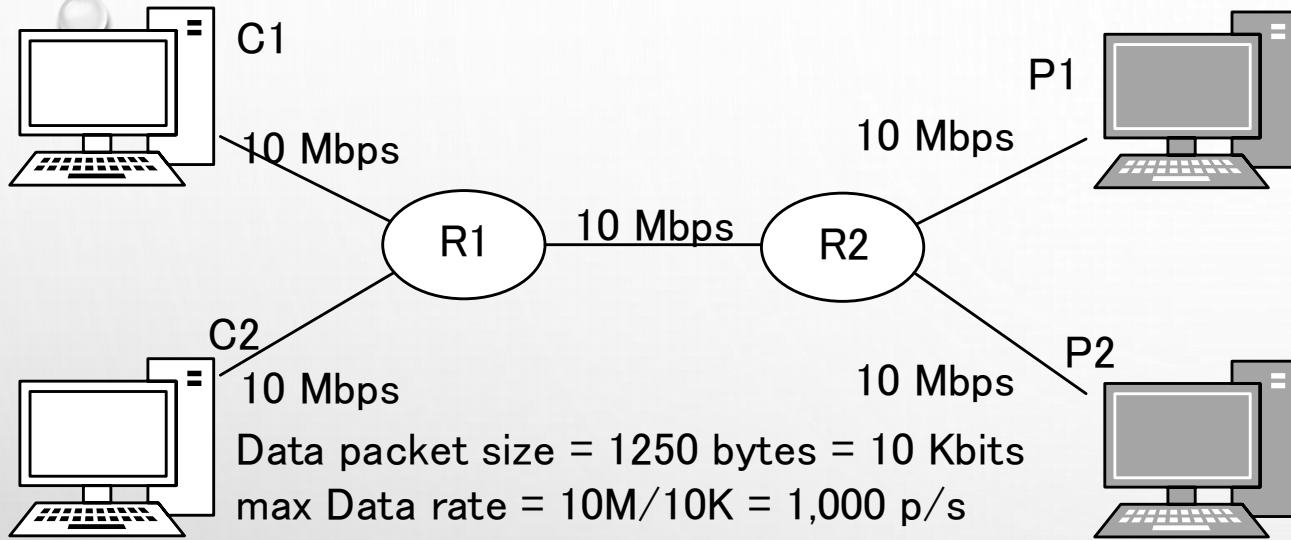 C1
P1
10 Mbps
10 Mbps
R1
10 Mbps
R2
C2
P2
10 Mbps
10 Mbps
Data packet size = 1250 bytes = 10 Kbits
max Data rate = 10M/10K = 1,000 p/s